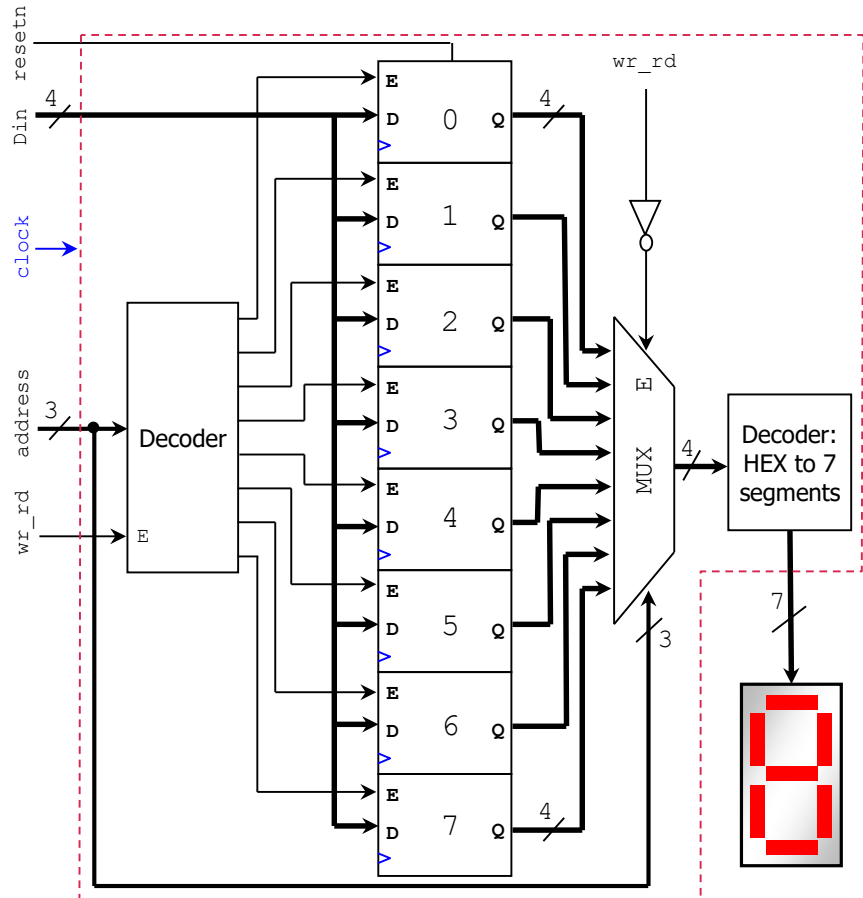 resetn
Din
4
clock
address
3
wr_rd
Decoder
E
E
D
0
Q
4
E
D
1
Q
E
D
2
Q
E
D
3
Q
E
D
4
Q
E
D
5
Q
E
D
6
Q
E
D
7
Q
4
wr_rd
E
MUX
3
4
Decoder:
HEX to 7
segments
7